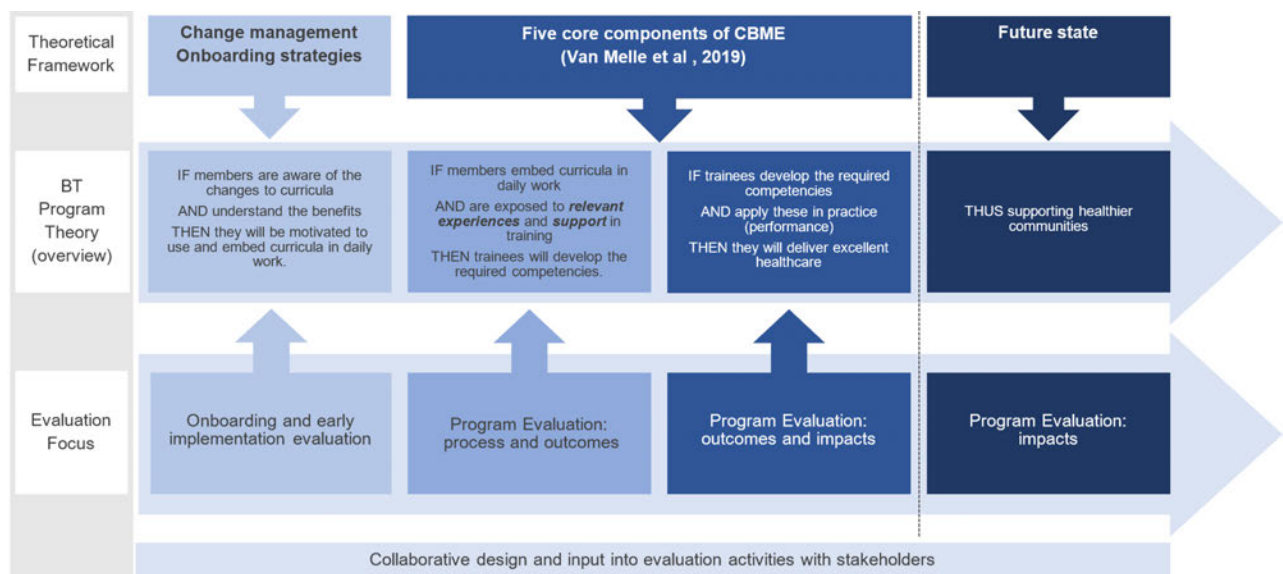 Theoretical
Framework
Change management
Onboarding strategies
Five core components of CBME
(Van Melle et al , 2019)
Future state
BT
Program
Theory
(overview)
IF members are aware of the
changes to curricula
AND understand the benefits
THEN they will be motivated to
use and embed curricula in daily
work.
IF members embed curricula in
daily work
AND are exposed to relevant
experiences and support in
training
THEN trainees will develop the
required competencies.
IF trainees develop the required
competencies
AND apply these in practice
(performance)
THEN they will deliver excellent
healthcare
THUS supporting healthier
communities
Evaluation
Focus
Onboarding and early
implementation evaluation
Program Evaluation:
process and outcomes
Program Evaluation:
outcomes and impacts
Program Evaluation:
impacts
Collaborative design and input into evaluation activities with stakeholders